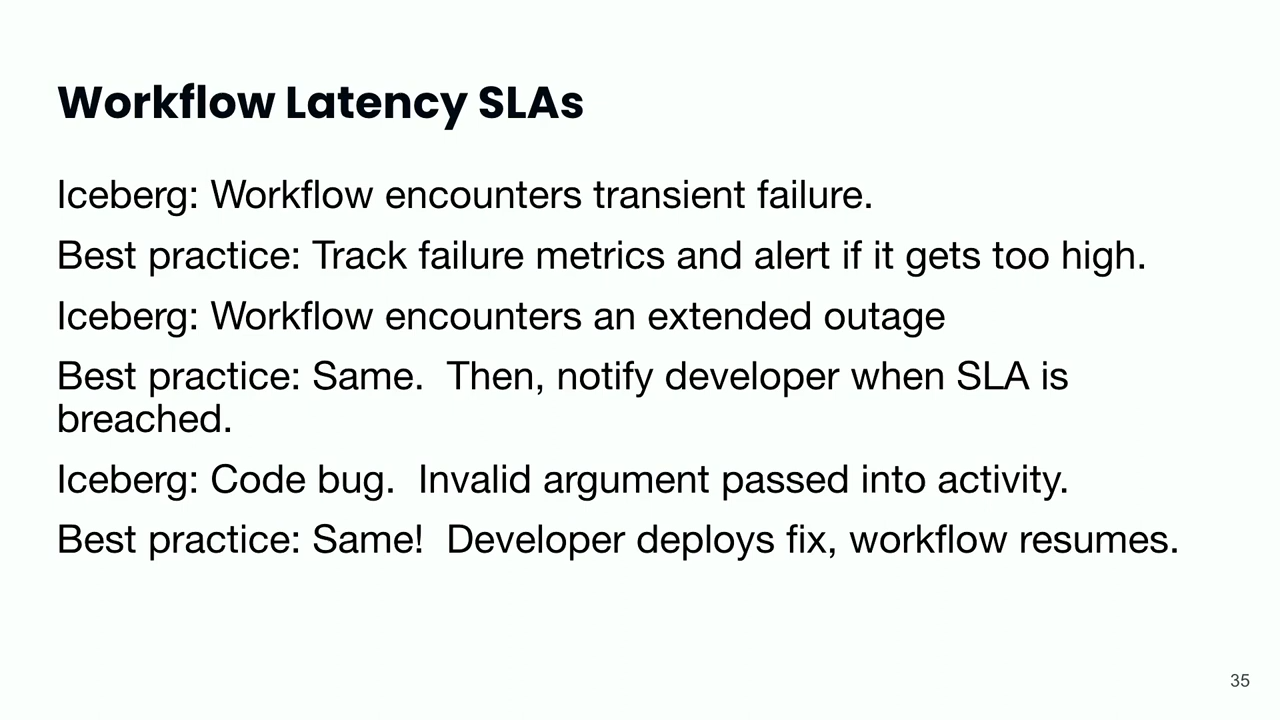 Workflow Latency SLAs
Iceberg: Workflow encounters transient failure.
Best practice: Track failure metrics and alert if it gets too high.
Iceberg: Workflow encounters an extended outage
Best practice: Same.  Then, notify developer when SLA is
breached.
Iceberg: Code bug.  Invalid argument passed into activity.
Best practice: Same!  Developer deploys fix, workflow resumes.
35